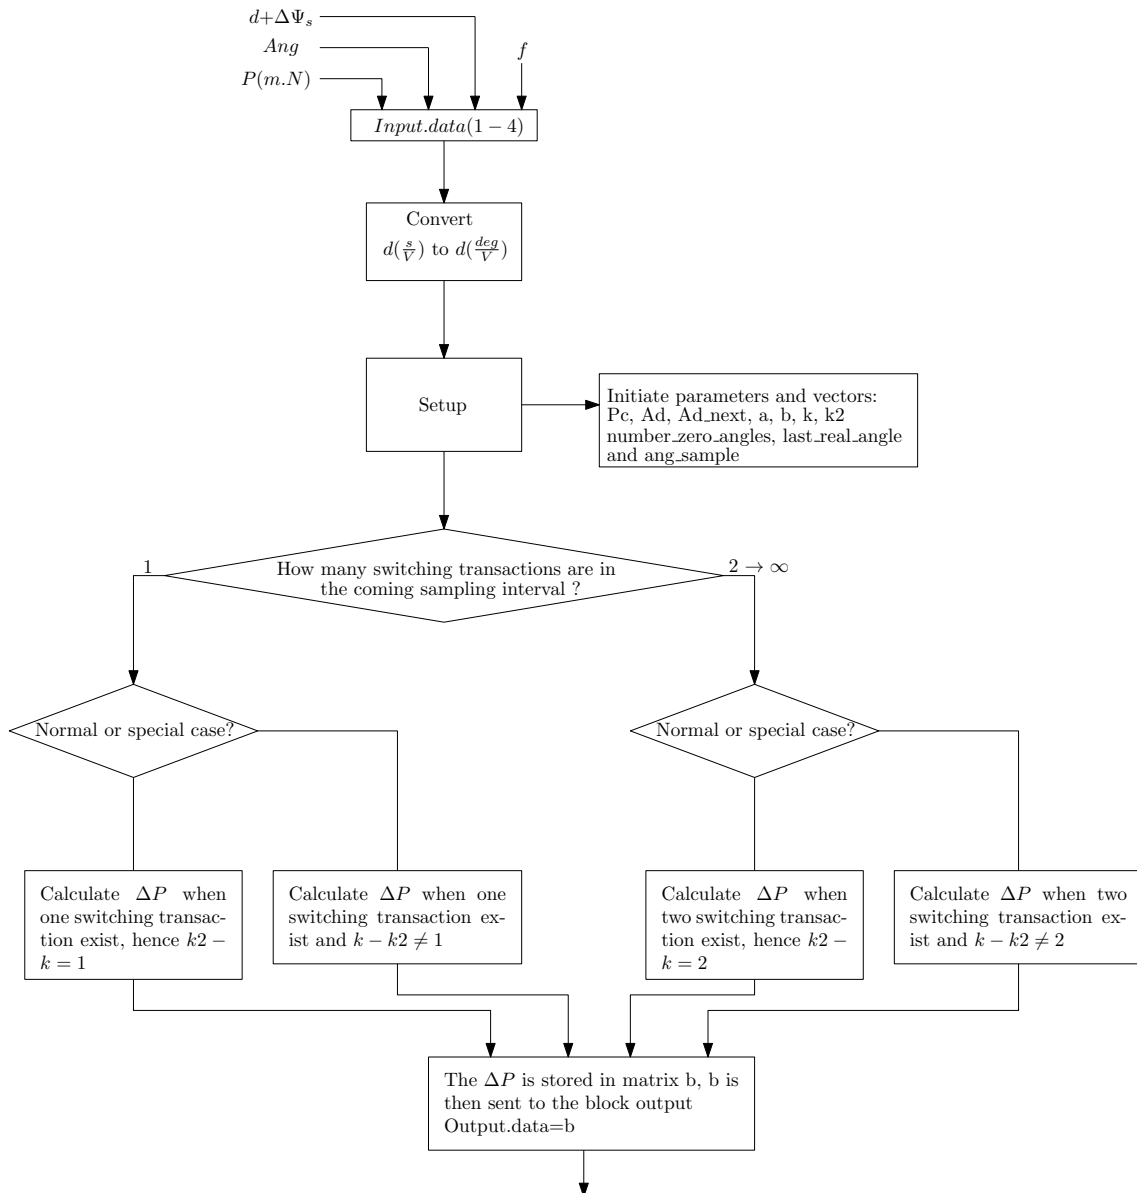 d+ΔΨ_s
Ang
f
P(m.N)
Input.data(1 − 4)
Convert
d(s/V) to d(deg/V)
Setup
Initiate parameters and vectors:
Pc, Ad, Ad_next, a, b, k, k2
number_zero_angles, last_real_angle
and ang_sample
1
2 → ∞
How many switching transactions are in
the coming sampling interval ?
Normal or special case?
Normal or special case?
Calculate ΔP when
one switching transac-
tion exist, hence k2 −
k = 1
Calculate ΔP when one
switching transaction ex-
ist and k − k2 ≠ 1
Calculate ΔP when
two switching transac-
tion exist, hence k2 −
k = 2
Calculate ΔP when two
switching transaction ex-
ist and k − k2 ≠ 2
The ΔP is stored in matrix b, b is
then sent to the block output
Output.data=b